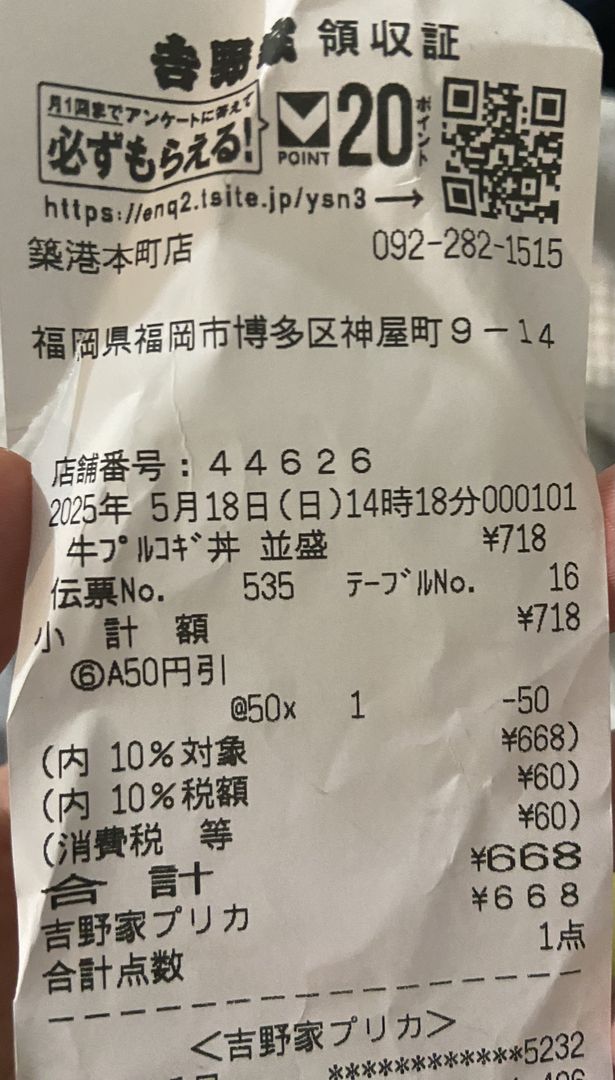 吉野家 領収証
月1回までアンケートに答えて
必ずもらえる!
POINT 20 ポイント
https://enq2.tsite.jp/ysn3 →
築港本町店 092-282-1515
福岡県福岡市博多区神屋町9-14
店舗番号:44626
2025年 5月18日(日)14時18分000101
牛プルコギ丼 並盛 ¥718
伝票No. 535 テーブルNo. 16
小 計 額 ¥718
⑥A50円引
@50x 1 -50
(内 10%対象 ¥668)
(内 10%税額 ¥60)
(消費税 等 ¥60)
合 計 ¥668
吉野家プリカ ¥668
合計点数 1点
<吉野家プリカ>
************5232